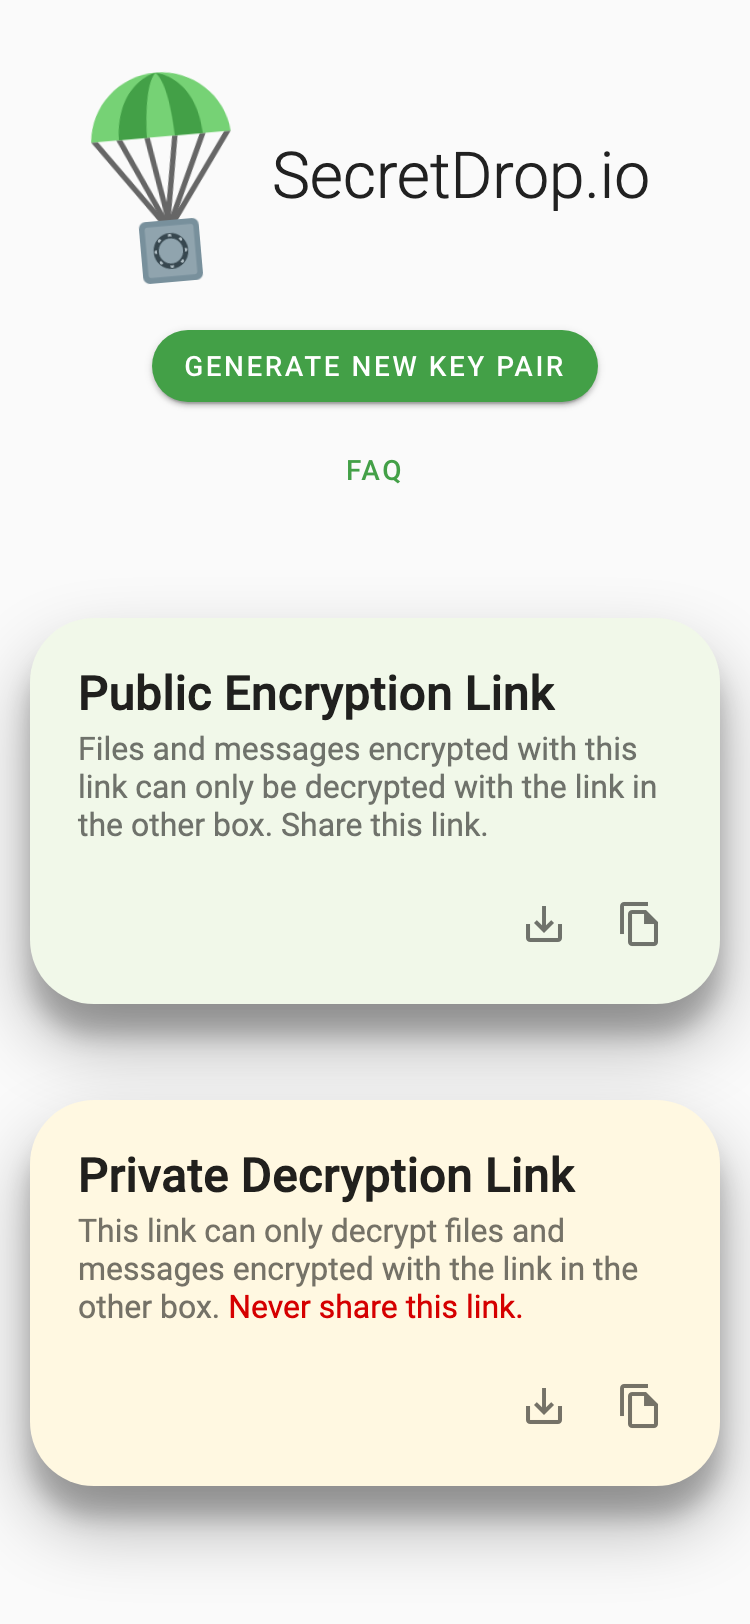 SecretDrop.io
GENERATE NEW KEY PAIR
FAQ
Public Encryption Link
Files and messages encrypted with this
link can only be decrypted with the link in
the other box. Share this link.
Private Decryption Link
This link can only decrypt files and
messages encrypted with the link in the
other box. Never share this link.